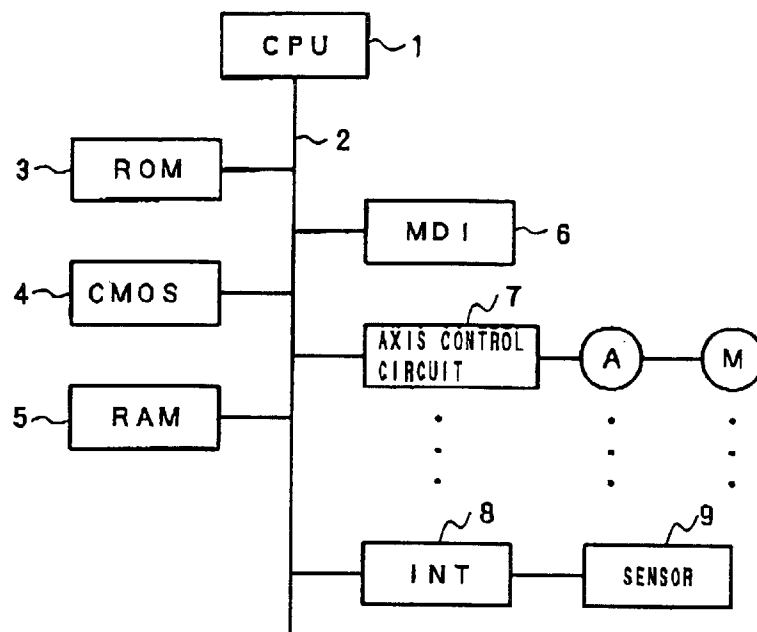 CPU
1
2
3
ROM
MDI
6
4
CMOS
7
AXIS CONTROL
CIRCUIT
A
M
5
RAM
8
9
INT
SENSOR